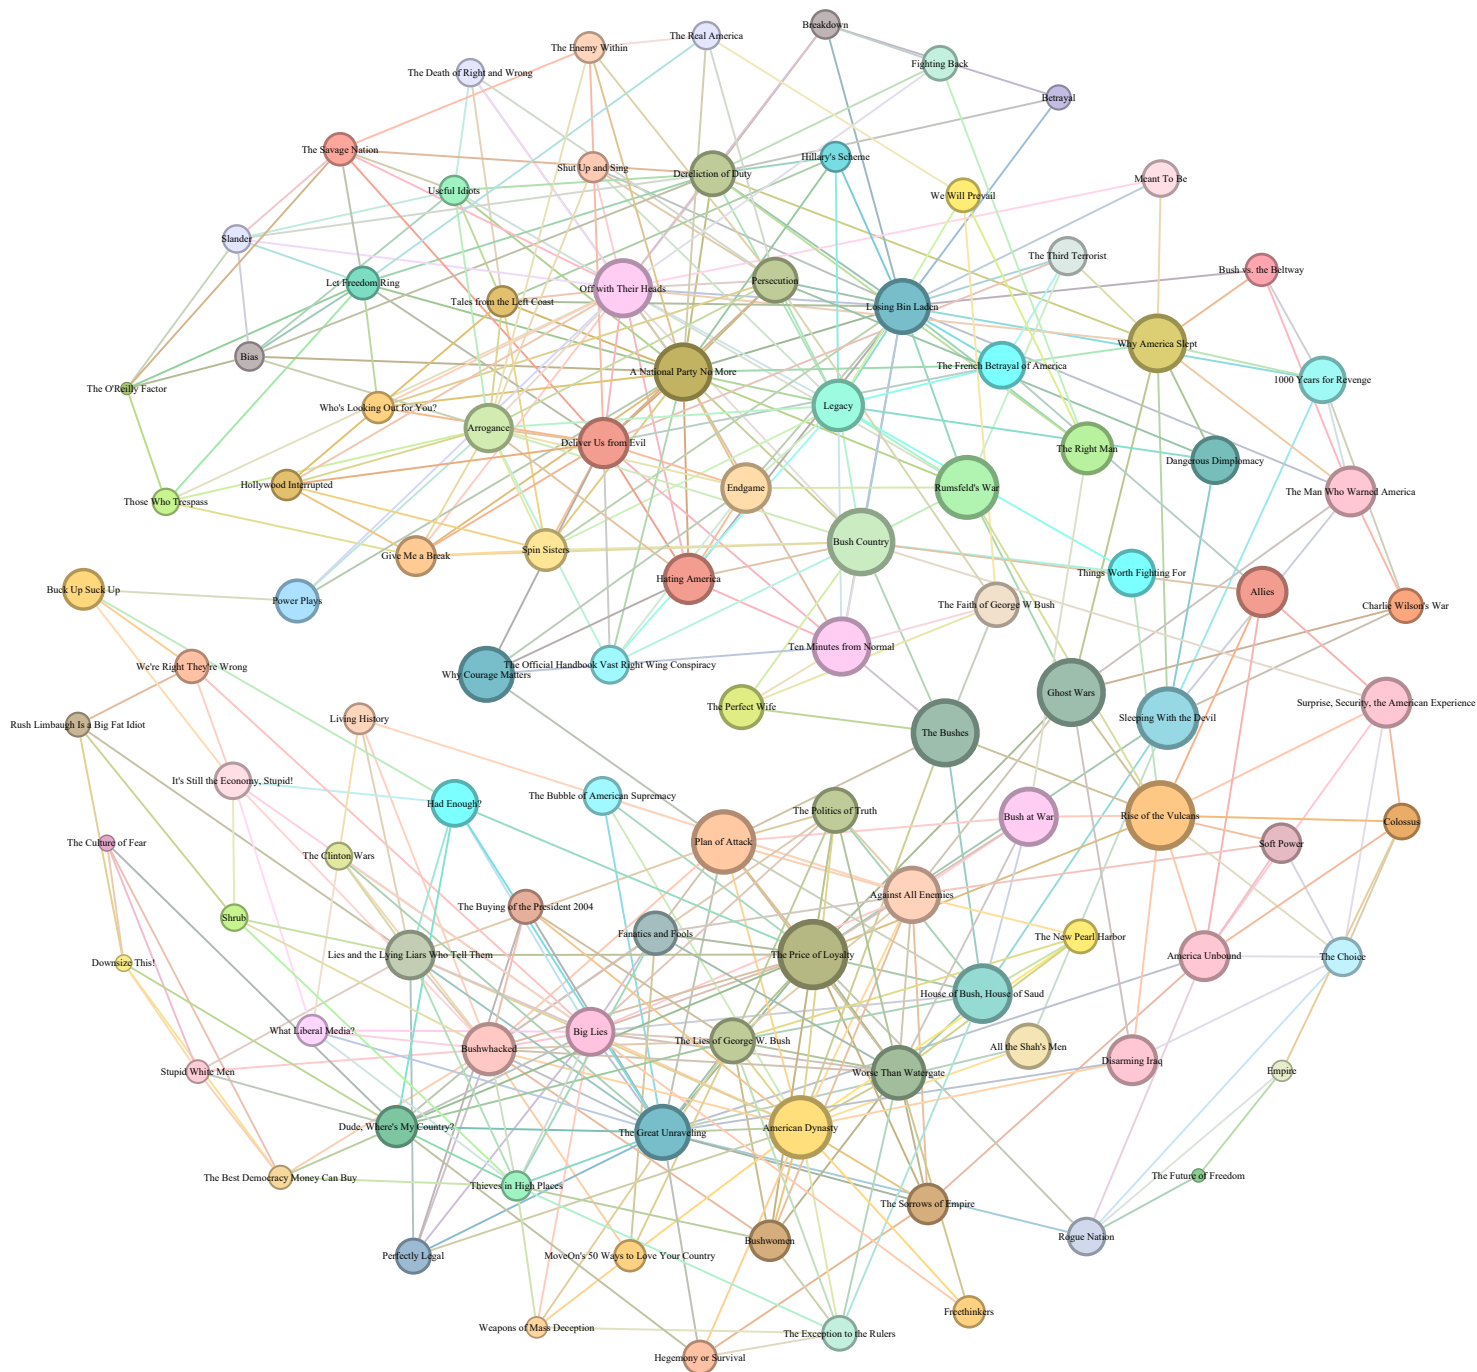 Breakdown
The Real America
The Enemy Within
Fighting Back
The Death of Right and Wrong
Betrayal
The Savage Nation
Hillary's Scheme
Shut Up and Sing
Dereliction of Duty
Meant To Be
Useful Idiots
We Will Prevail
Slander
The Third Terrorist
Bush vs. the Beltway
Let Freedom Ring
Persecution
Off with Their Heads
Tales from the Left Coast
Losing Bin Laden
Why America Slept
Bias
The French Betrayal of America
A National Party No More
1000 Years for Revenge
The O'Reilly Factor
Who's Looking Out for You?
Legacy
Arrogance
Deliver Us from Evil
The Right Man
Dangerous Dimplomacy
Hollywood Interrupted
Endgame
Rumsfeld's War
The Man Who Warned America
Those Who Trespass
Bush Country
Spin Sisters
Give Me a Break
Things Worth Fighting For
Hating America
Buck Up Suck Up
Allies
Power Plays
The Faith of George W Bush
Charlie Wilson's War
Ten Minutes from Normal
The Official Handbook Vast Right Wing Conspiracy
We're Right They're Wrong
Why Courage Matters
Ghost Wars
Surprise, Security, the American Experience
The Perfect Wife
Living History
Sleeping With the Devil
Rush Limbaugh Is a Big Fat Idiot
The Bushes
It's Still the Economy, Stupid!
The Bubble of American Supremacy
Had Enough?
The Politics of Truth
Bush at War
Rise of the Vulcans
Colossus
Plan of Attack
The Culture of Fear
Soft Power
The Clinton Wars
Against All Enemies
The Buying of the President 2004
Shrub
Fanatics and Fools
The New Pearl Harbor
Lies and the Lying Liars Who Tell Them
The Price of Loyalty
America Unbound
The Choice
Downsize This!
House of Bush, House of Saud
What Liberal Media?
Big Lies
The Lies of George W. Bush
Bushwhacked
All the Shah's Men
Disarming Iraq
Stupid White Men
Worse Than Watergate
Empire
Dude, Where's My Country?
American Dynasty
The Great Unraveling
The Best Democracy Money Can Buy
The Future of Freedom
Thieves in High Places
The Sorrows of Empire
Rogue Nation
Bushwomen
Perfectly Legal
MoveOn's 50 Ways to Love Your Country
Freethinkers
Weapons of Mass Deception
The Exception to the Rulers
Hegemony or Survival